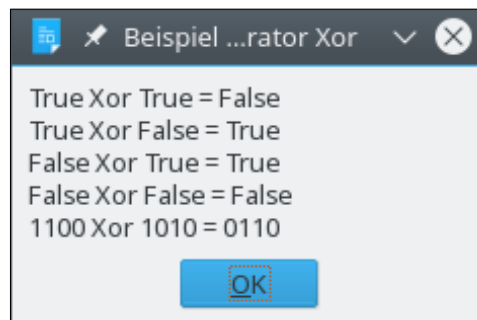 Beispiel ...rator Xor
True Xor True = False
True Xor False = True
False Xor True = True
False Xor False = False
1100 Xor 1010 = 0110
OK